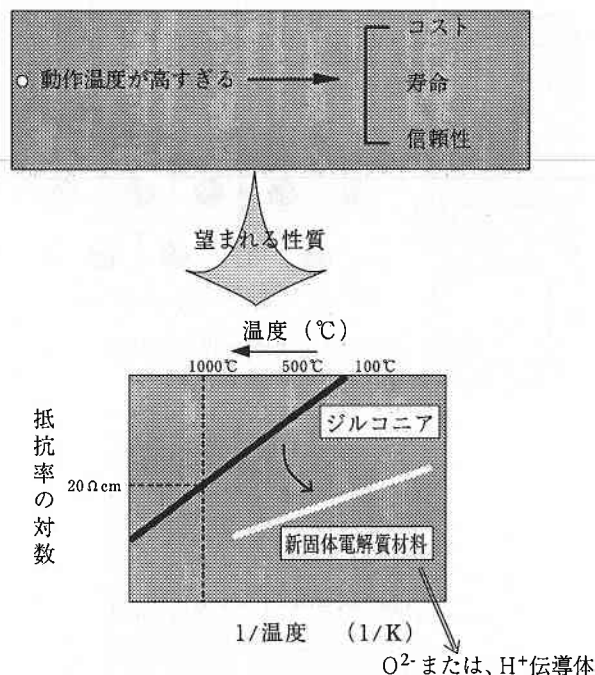 コスト
○ 動作温度が高すぎる
寿命
信頼性
望まれる性質
温度 (℃)
1000℃ 500℃ 100℃
ジルコニア
抵抗率の対数
20Ωcm
新固体電解質材料
1/温度 (1/K)
O²⁻または、H⁺伝導体